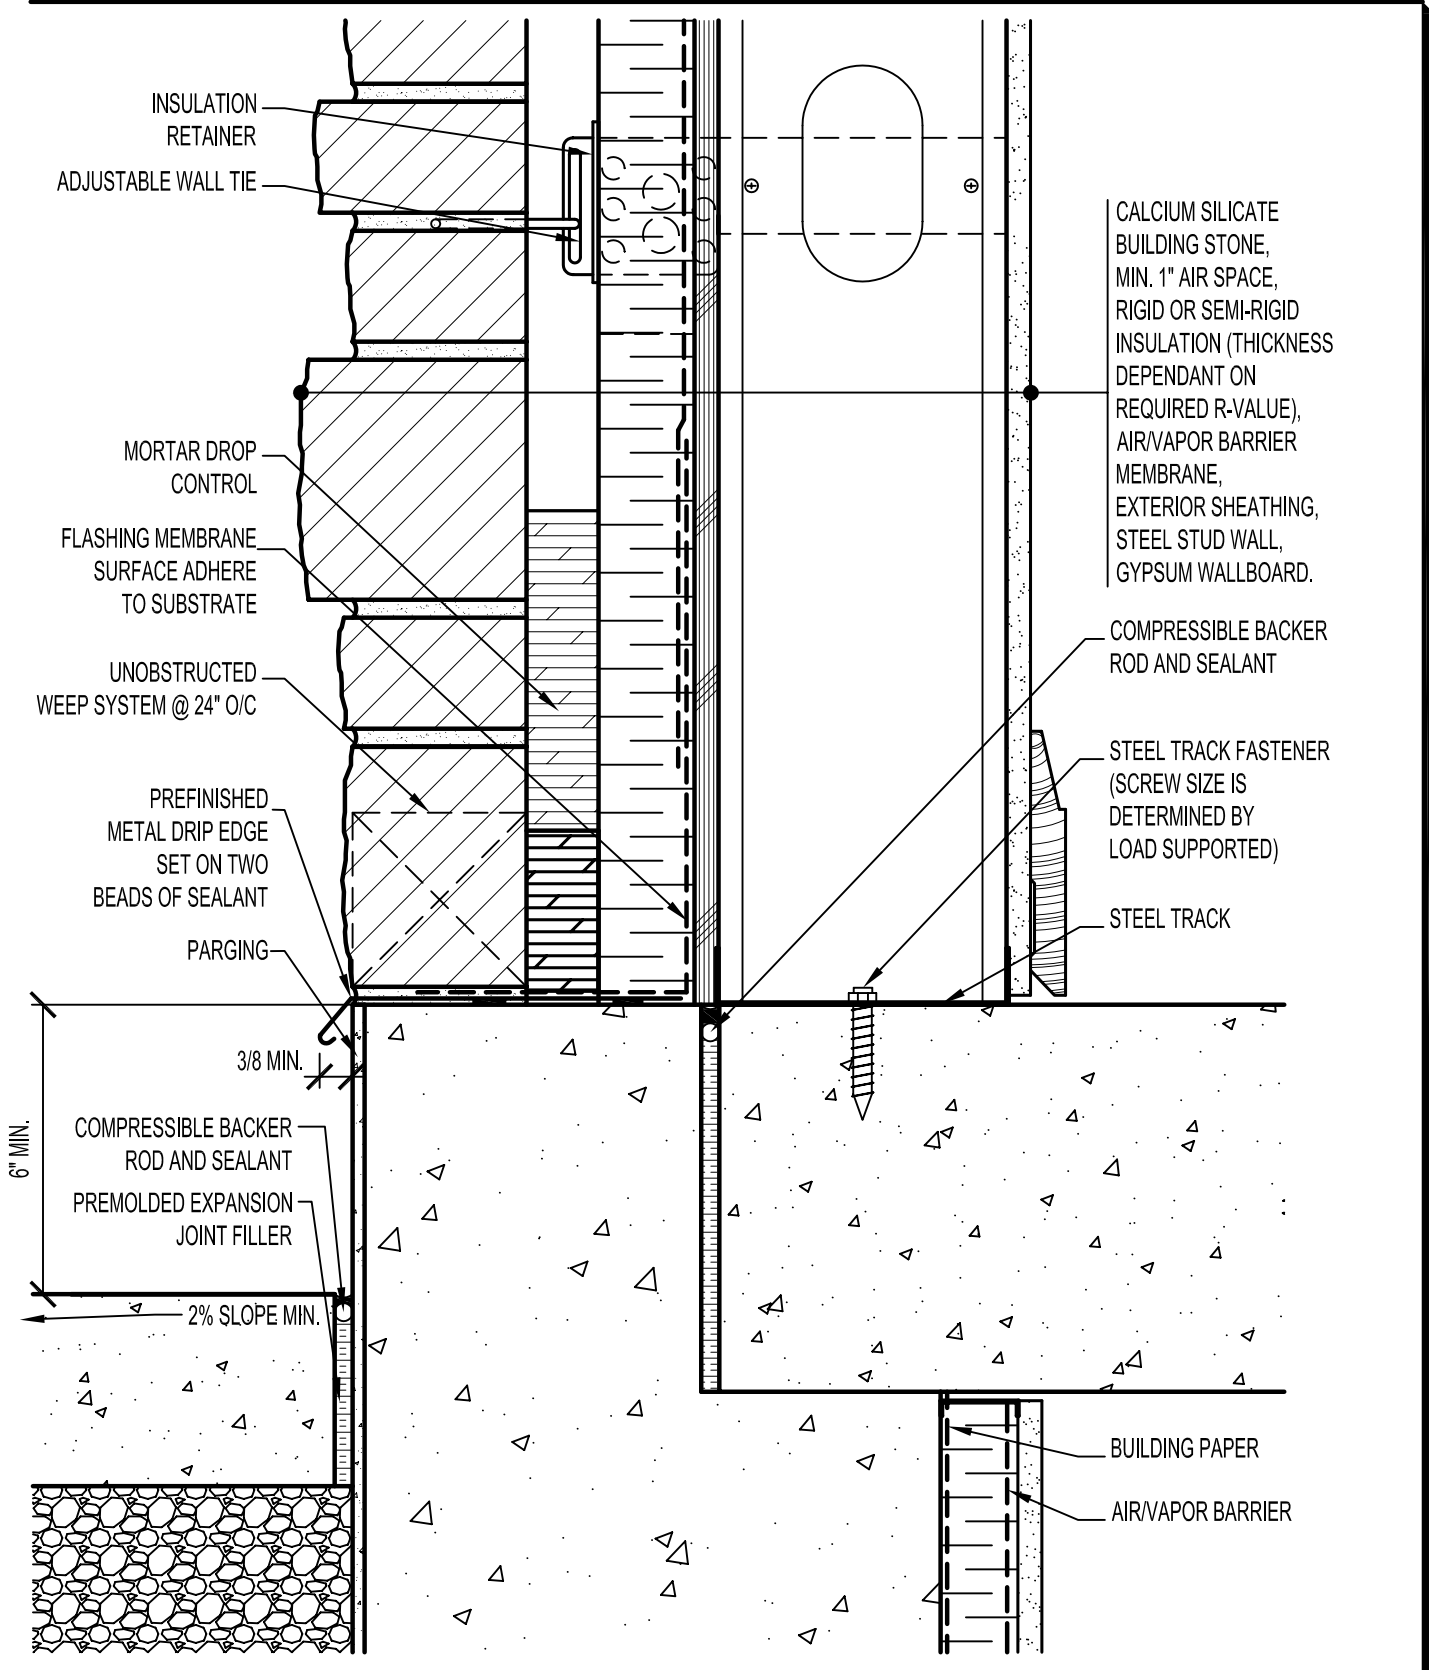 INSULATION
RETAINER
ADJUSTABLE WALL TIE
MORTAR DROP
CONTROL
FLASHING MEMBRANE
SURFACE ADHERE
TO SUBSTRATE
UNOBSTRUCTED
WEEP SYSTEM @ 24" O/C
PREFINISHED
METAL DRIP EDGE
SET ON TWO
BEADS OF SEALANT
PARGING
3/8 MIN.
6" MIN.
COMPRESSIBLE BACKER
ROD AND SEALANT
PREMOLDED EXPANSION
JOINT FILLER
2% SLOPE MIN.
CALCIUM SILICATE
BUILDING STONE,
MIN. 1" AIR SPACE,
RIGID OR SEMI-RIGID
INSULATION (THICKNESS
DEPENDANT ON
REQUIRED R-VALUE),
AIR/VAPOR BARRIER
MEMBRANE,
EXTERIOR SHEATHING,
STEEL STUD WALL,
GYPSUM WALLBOARD.
COMPRESSIBLE BACKER
ROD AND SEALANT
STEEL TRACK FASTENER
(SCREW SIZE IS
DETERMINED BY
LOAD SUPPORTED)
STEEL TRACK
BUILDING PAPER
AIR/VAPOR BARRIER